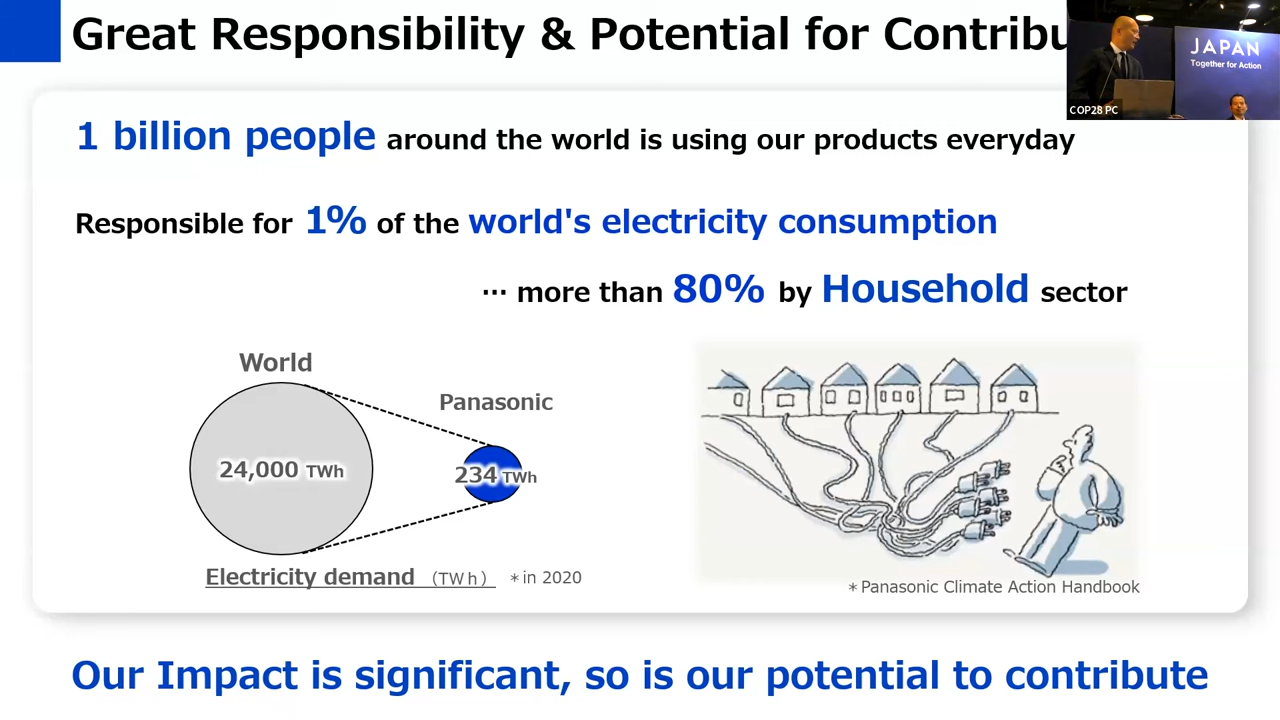 Great Responsibility & Potential for Contribu
JAPAN
Together for Action
COP28 PC
1 billion people around the world is using our products everyday
Responsible for 1% of the world's electricity consumption
… more than 80% by Household sector
World
Panasonic
24,000 TWh
234 TWh
Electricity demand （TWh） ＊in 2020
＊Panasonic Climate Action Handbook
Our Impact is significant, so is our potential to contribute